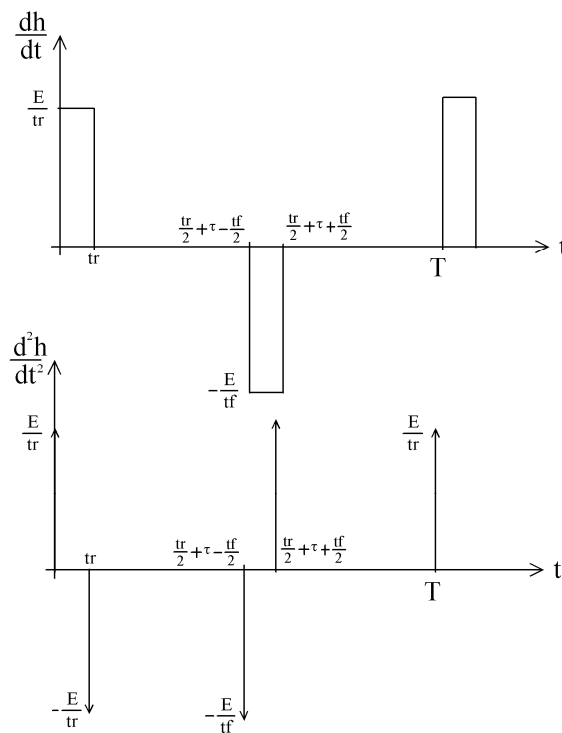 dh/dt
E/tr
tr/2+τ−tf/2 tr/2+τ+tf/2
tr T t
−E/tf
d²h/dt²
E/tr E/tr
tr tr/2+τ−tf/2 tr/2+τ+tf/2
T t
−E/tr −E/tf